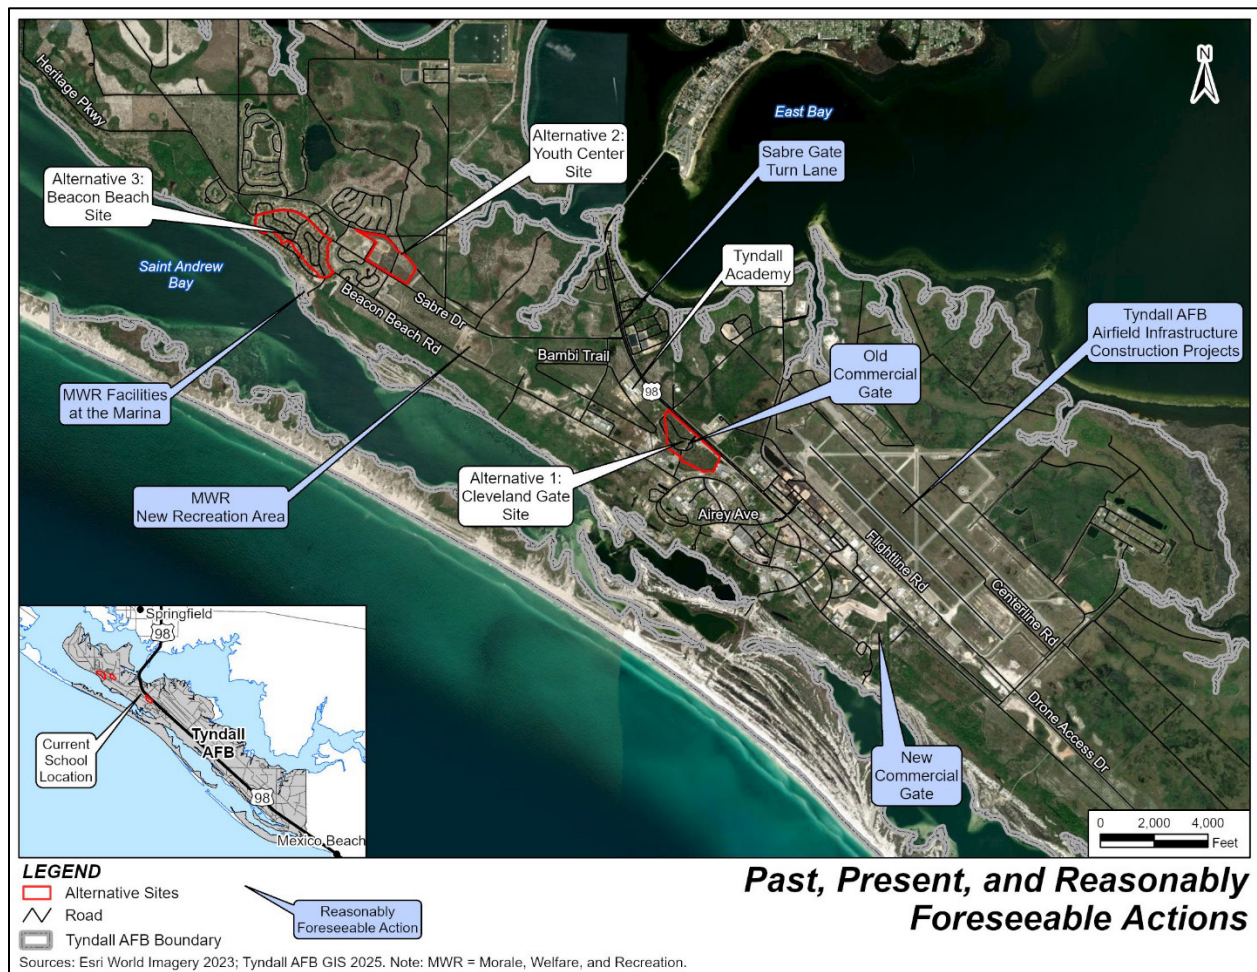 Heritage Pkwy
N
East Bay
Alternative 2:
Youth Center
Site
Sabre Gate
Turn Lane
Alternative 3:
Beacon Beach
Site
Tyndall
Academy
Saint Andrew
Bay
Sabre Dr
Beacon Beach Rd
Bambi Trail
Tyndall AFB
Airfield Infrastructure
Construction Projects
Old
Commercial
Gate
98
MWR Facilities
at the Marina
Alternative 1:
Cleveland Gate
Site
MWR
New Recreation Area
Airey Ave
Flightline Rd
Centerline Rd
Drone Access Dr
New
Commercial
Gate
Springfield
98
Current
School
Location
Tyndall
AFB
98
Mexico Beach
0 2,000 4,000
Feet
LEGEND
Alternative Sites
Road
Tyndall AFB Boundary
Reasonably
Foreseeable Action
Past, Present, and Reasonably
Foreseeable Actions
Sources: Esri World Imagery 2023; Tyndall AFB GIS 2025. Note: MWR = Morale, Welfare, and Recreation.